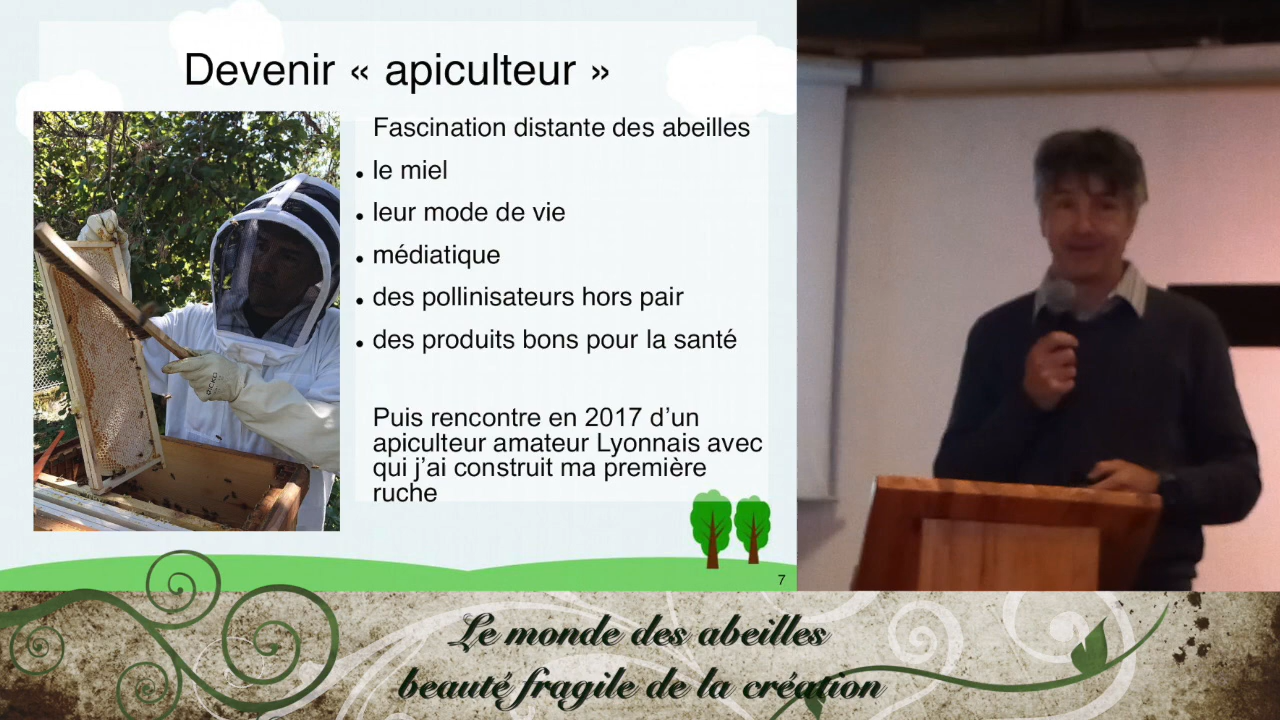 Devenir « apiculteur »
Fascination distante des abeilles
• le miel
• leur mode de vie
• médiatique
• des pollinisateurs hors pair
• des produits bons pour la santé
Puis rencontre en 2017 d’un
apiculteur amateur Lyonnais avec
qui j’ai construit ma première
ruche
7
Le monde des abeilles
beauté fragile de la création